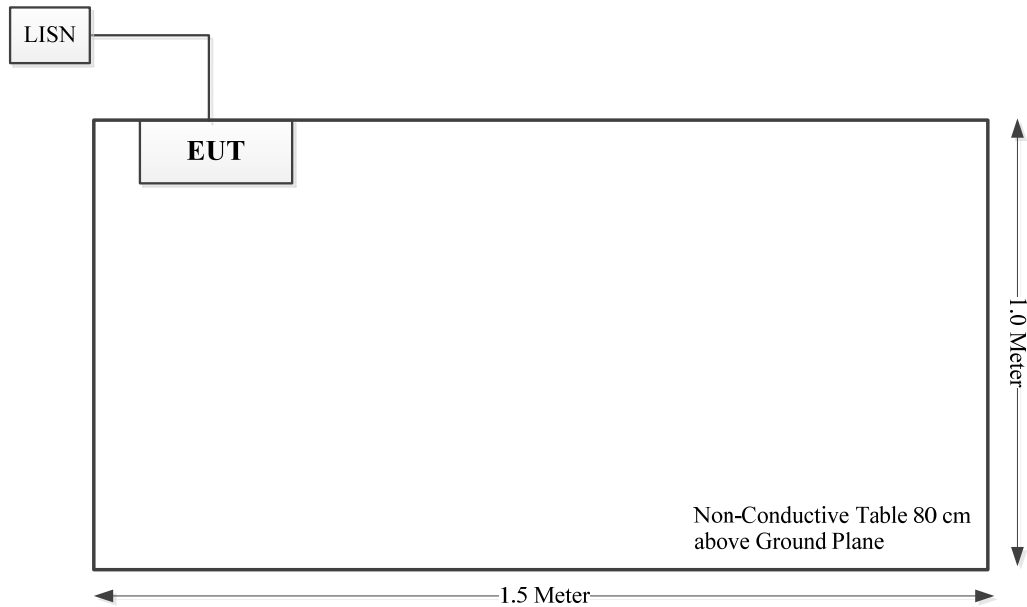 LISN
EUT
1.0 Meter
Non-Conductive Table 80 cm
above Ground Plane
1.5 Meter